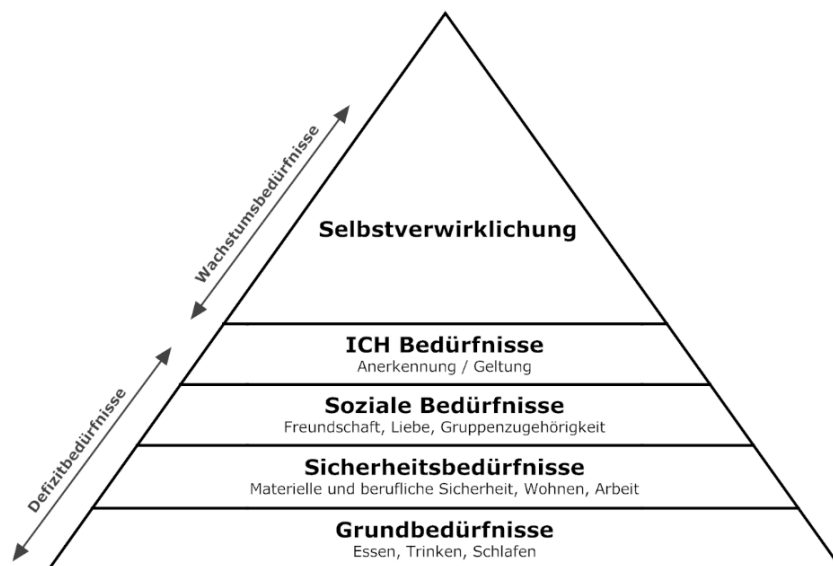 Wachstumsbedürfnisse
Selbstverwirklichung
Defizitbedürfnisse
ICH Bedürfnisse
Anerkennung / Geltung
Soziale Bedürfnisse
Freundschaft, Liebe, Gruppenzugehörigkeit
Sicherheitsbedürfnisse
Materielle und berufliche Sicherheit, Wohnen, Arbeit
Grundbedürfnisse
Essen, Trinken, Schlafen